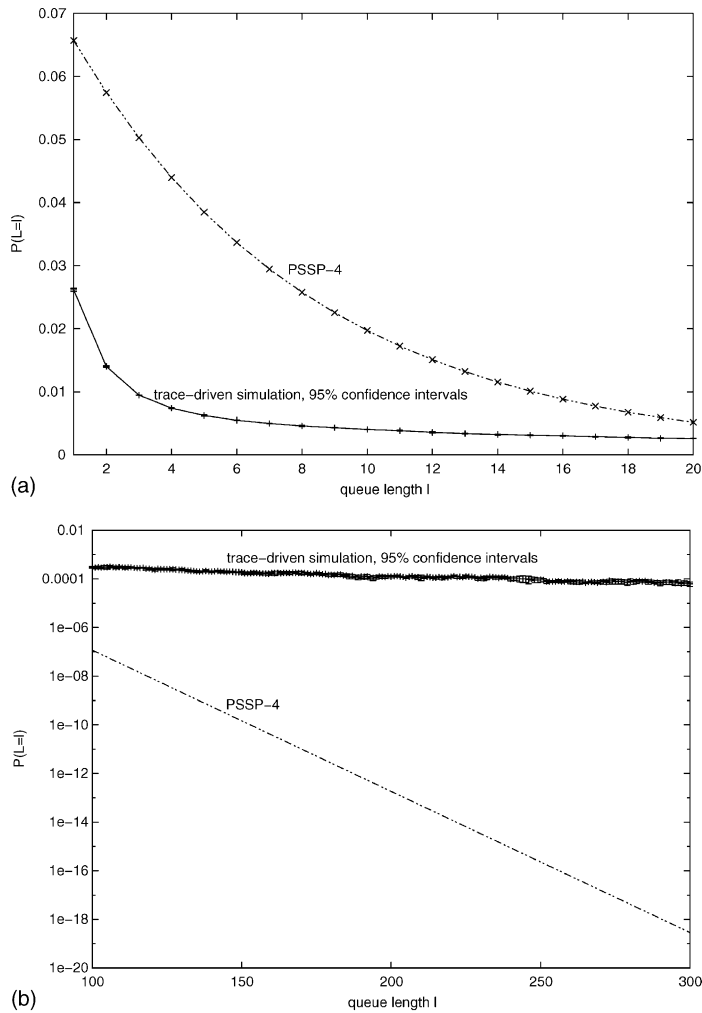 0.07
0.06
0.05
0.04
0.03
0.02
0.01
0
P(L=l)
PSSP-4
trace-driven simulation, 95% confidence intervals
2 4 6 8 10 12 14 16 18 20
queue length l
(a)
0.01
0.0001
1e-06
1e-08
1e-10
1e-12
1e-14
1e-16
1e-18
1e-20
P(L=l)
trace-driven simulation, 95% confidence intervals
PSSP-4
100 150 200 250 300
queue length l
(b)